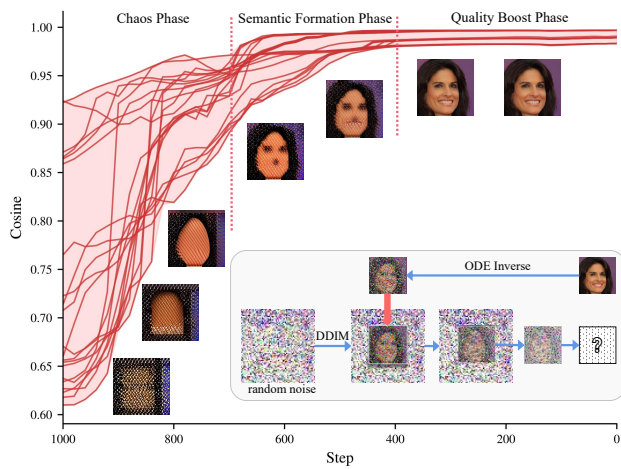 Chaos Phase
Semantic Formation Phase
Quality Boost Phase
1.00
0.95
0.90
0.85
0.80
0.75
0.70
0.65
0.60
Cosine
ODE Inverse
DDIM
random noise
?
1000
800
600
400
200
0
Step